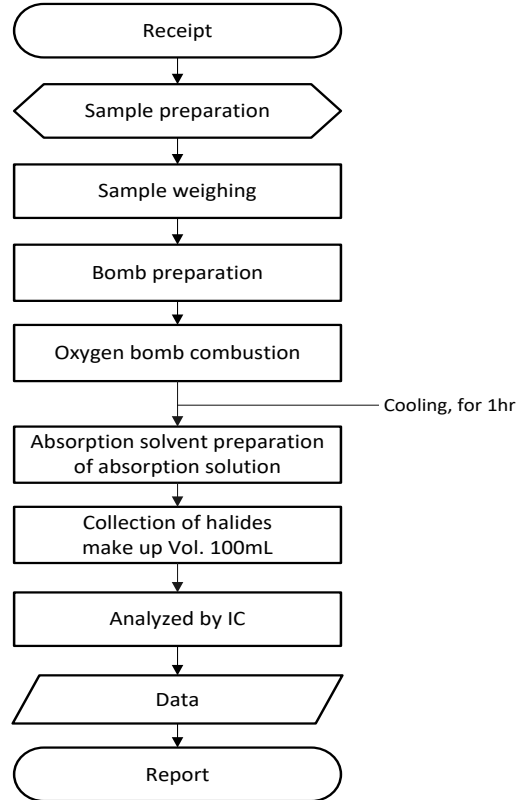 Receipt
Sample preparation
Sample weighing
Bomb preparation
Oxygen bomb combustion
Cooling, for 1hr
Absorption solvent preparation
of absorption solution
Collection of halides
make up Vol. 100mL
Analyzed by IC
Data
Report